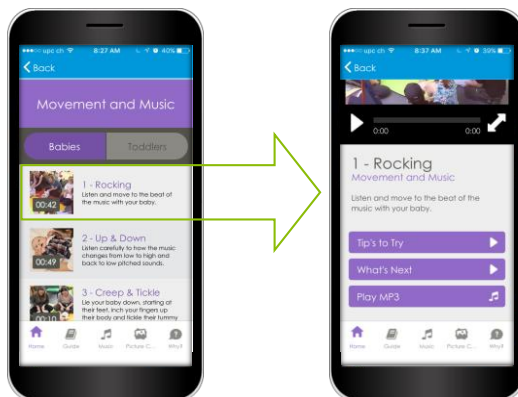 upc ch 8:27 AM 40%
Back
Movement and Music
Babies Toddlers
00:42
1 - Rocking
Listen and move to the beat of
the music with your baby.
00:49
2 - Up & Down
Listen carefully to how the music
changes from low to high and
back to low pitched sounds.
00:10
3 - Creep & Tickle
Lie your baby down, starting at
their feet, inch your fingers up
their body and tickle their tummy
Home Guide Music Picture C... Why?
upc ch 8:37 AM 39%
Back
0:00 0:00
1 - Rocking
Movement and Music
Listen and move to the beat of the
music with your baby.
Tip's to Try
What's Next
Play MP3
Home Guide Music Picture C... Why?